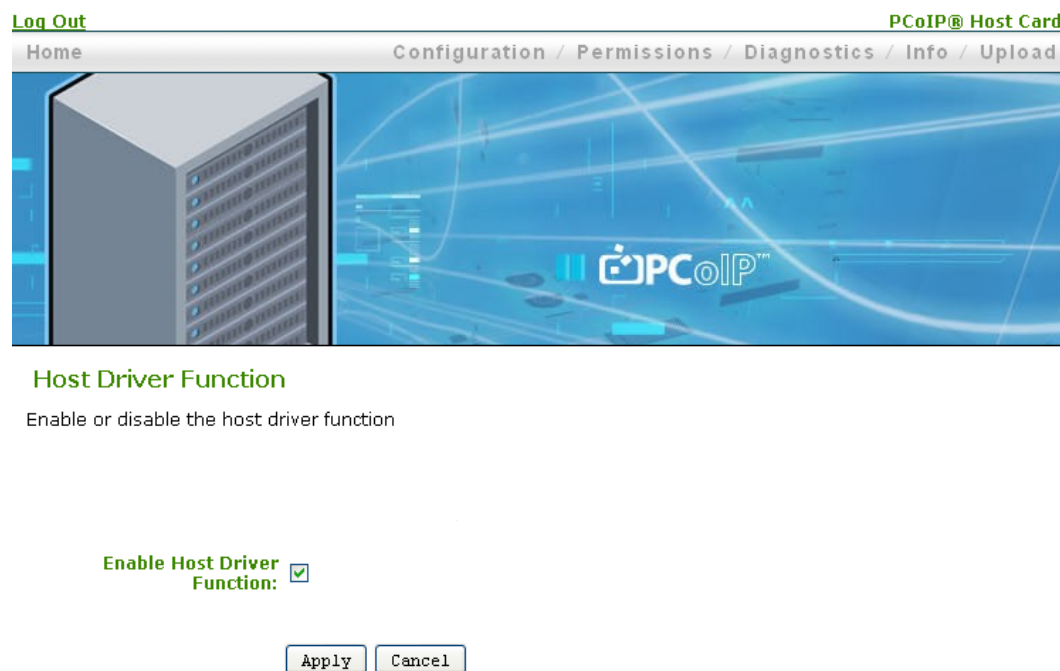 Log Out PCoIP® Host Card
Home Configuration / Permissions / Diagnostics / Info / Upload
PCoIP™
Host Driver Function
Enable or disable the host driver function
Enable Host Driver
Function:
Apply Cancel